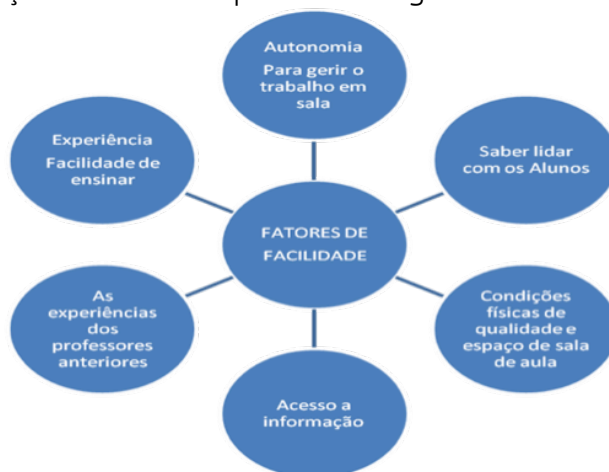 Autonomia
Para gerir o
trabalho em
sala
Experiência
Facilidade de
ensinar
Saber lidar
com os Alunos
FATORES DE
FACILIDADE
As
experiências
dos
professores
anteriores
Condições
físicas de
qualidade e
espaço de sala
de aula
Acesso a
informação